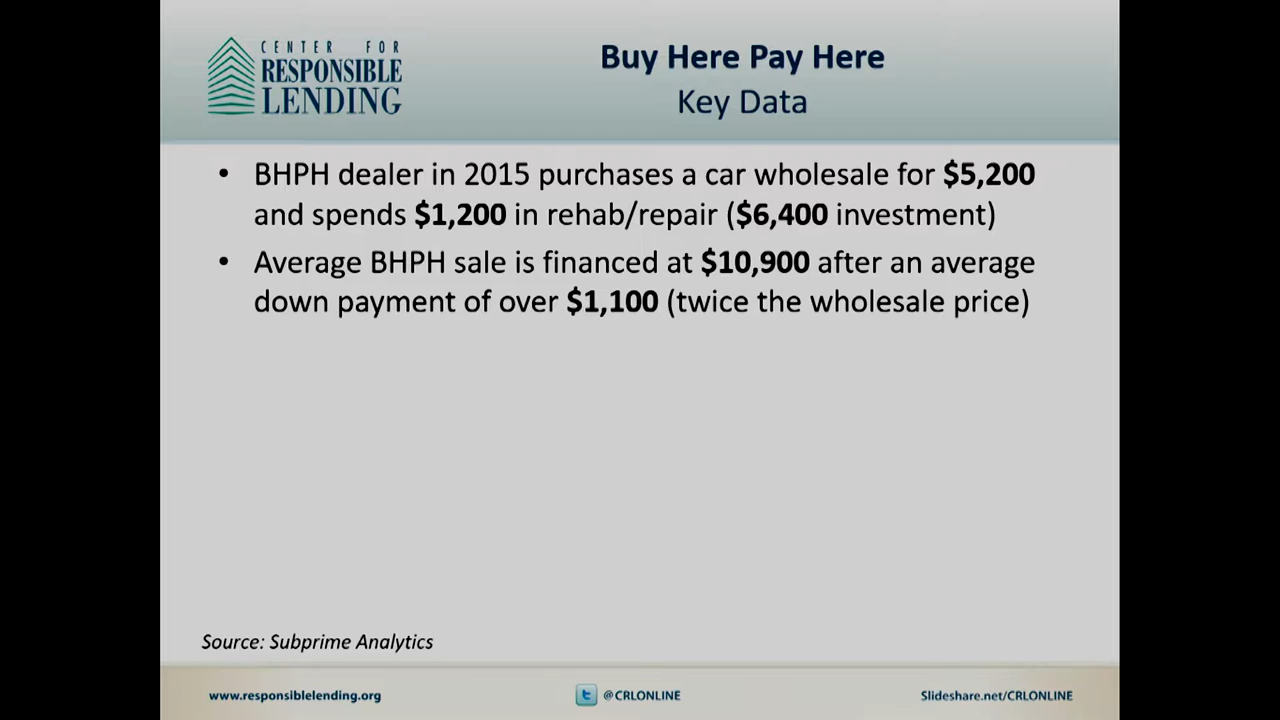 CENTER FOR
RESPONSIBLE
LENDING
Buy Here Pay Here
Key Data
• BHPH dealer in 2015 purchases a car wholesale for $5,200
and spends $1,200 in rehab/repair ($6,400 investment)
• Average BHPH sale is financed at $10,900 after an average
down payment of over $1,100 (twice the wholesale price)
Source: Subprime Analytics
www.responsiblelending.org
@CRLONLINE
Slideshare.net/CRLONLINE